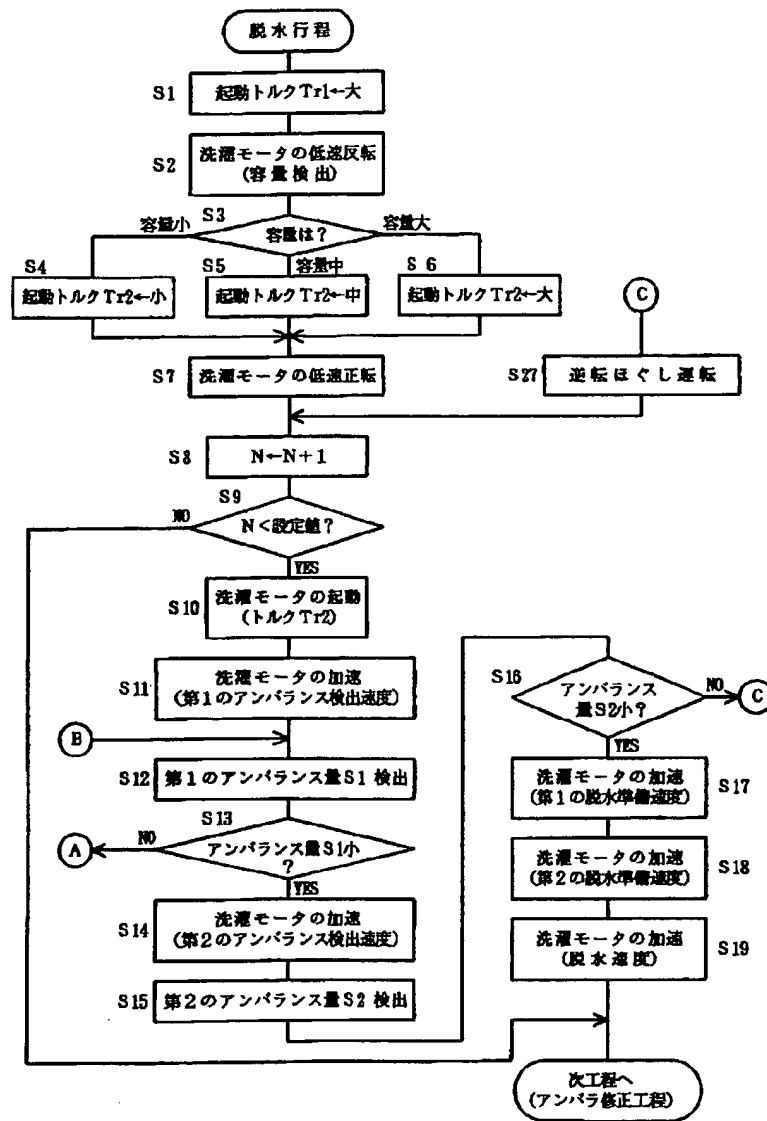 脱水行程
S1
起動トルクTr1←大
S2
洗濯モータの低速反転
(容量検出)
S3
容量小
容量は?
容量大
S4
起動トルクTr2←小
S5
容量中
起動トルクTr2←中
S6
起動トルクTr2←大
C
S7
洗濯モータの低速正転
S27
逆転ほぐし運転
S8
N←N+1
S9
NO
N<設定値?
YES
S10
洗濯モータの起動
(トルクTr2)
S11
洗濯モータの加速
(第1のアンバランス検出速度)
B
S12
第1のアンバランス量S1検出
S13
A
NO
アンバランス量S1小
?
YES
S14
洗濯モータの加速
(第2のアンバランス検出速度)
S15
第2のアンバランス量S2検出
S16
アンバランス
量S2小?
NO
C
YES
洗濯モータの加速
(第1の脱水準備速度)
S17
洗濯モータの加速
(第2の脱水準備速度)
S18
洗濯モータの加速
(脱水速度)
S19
次工程へ
(アンバラ修正工程)